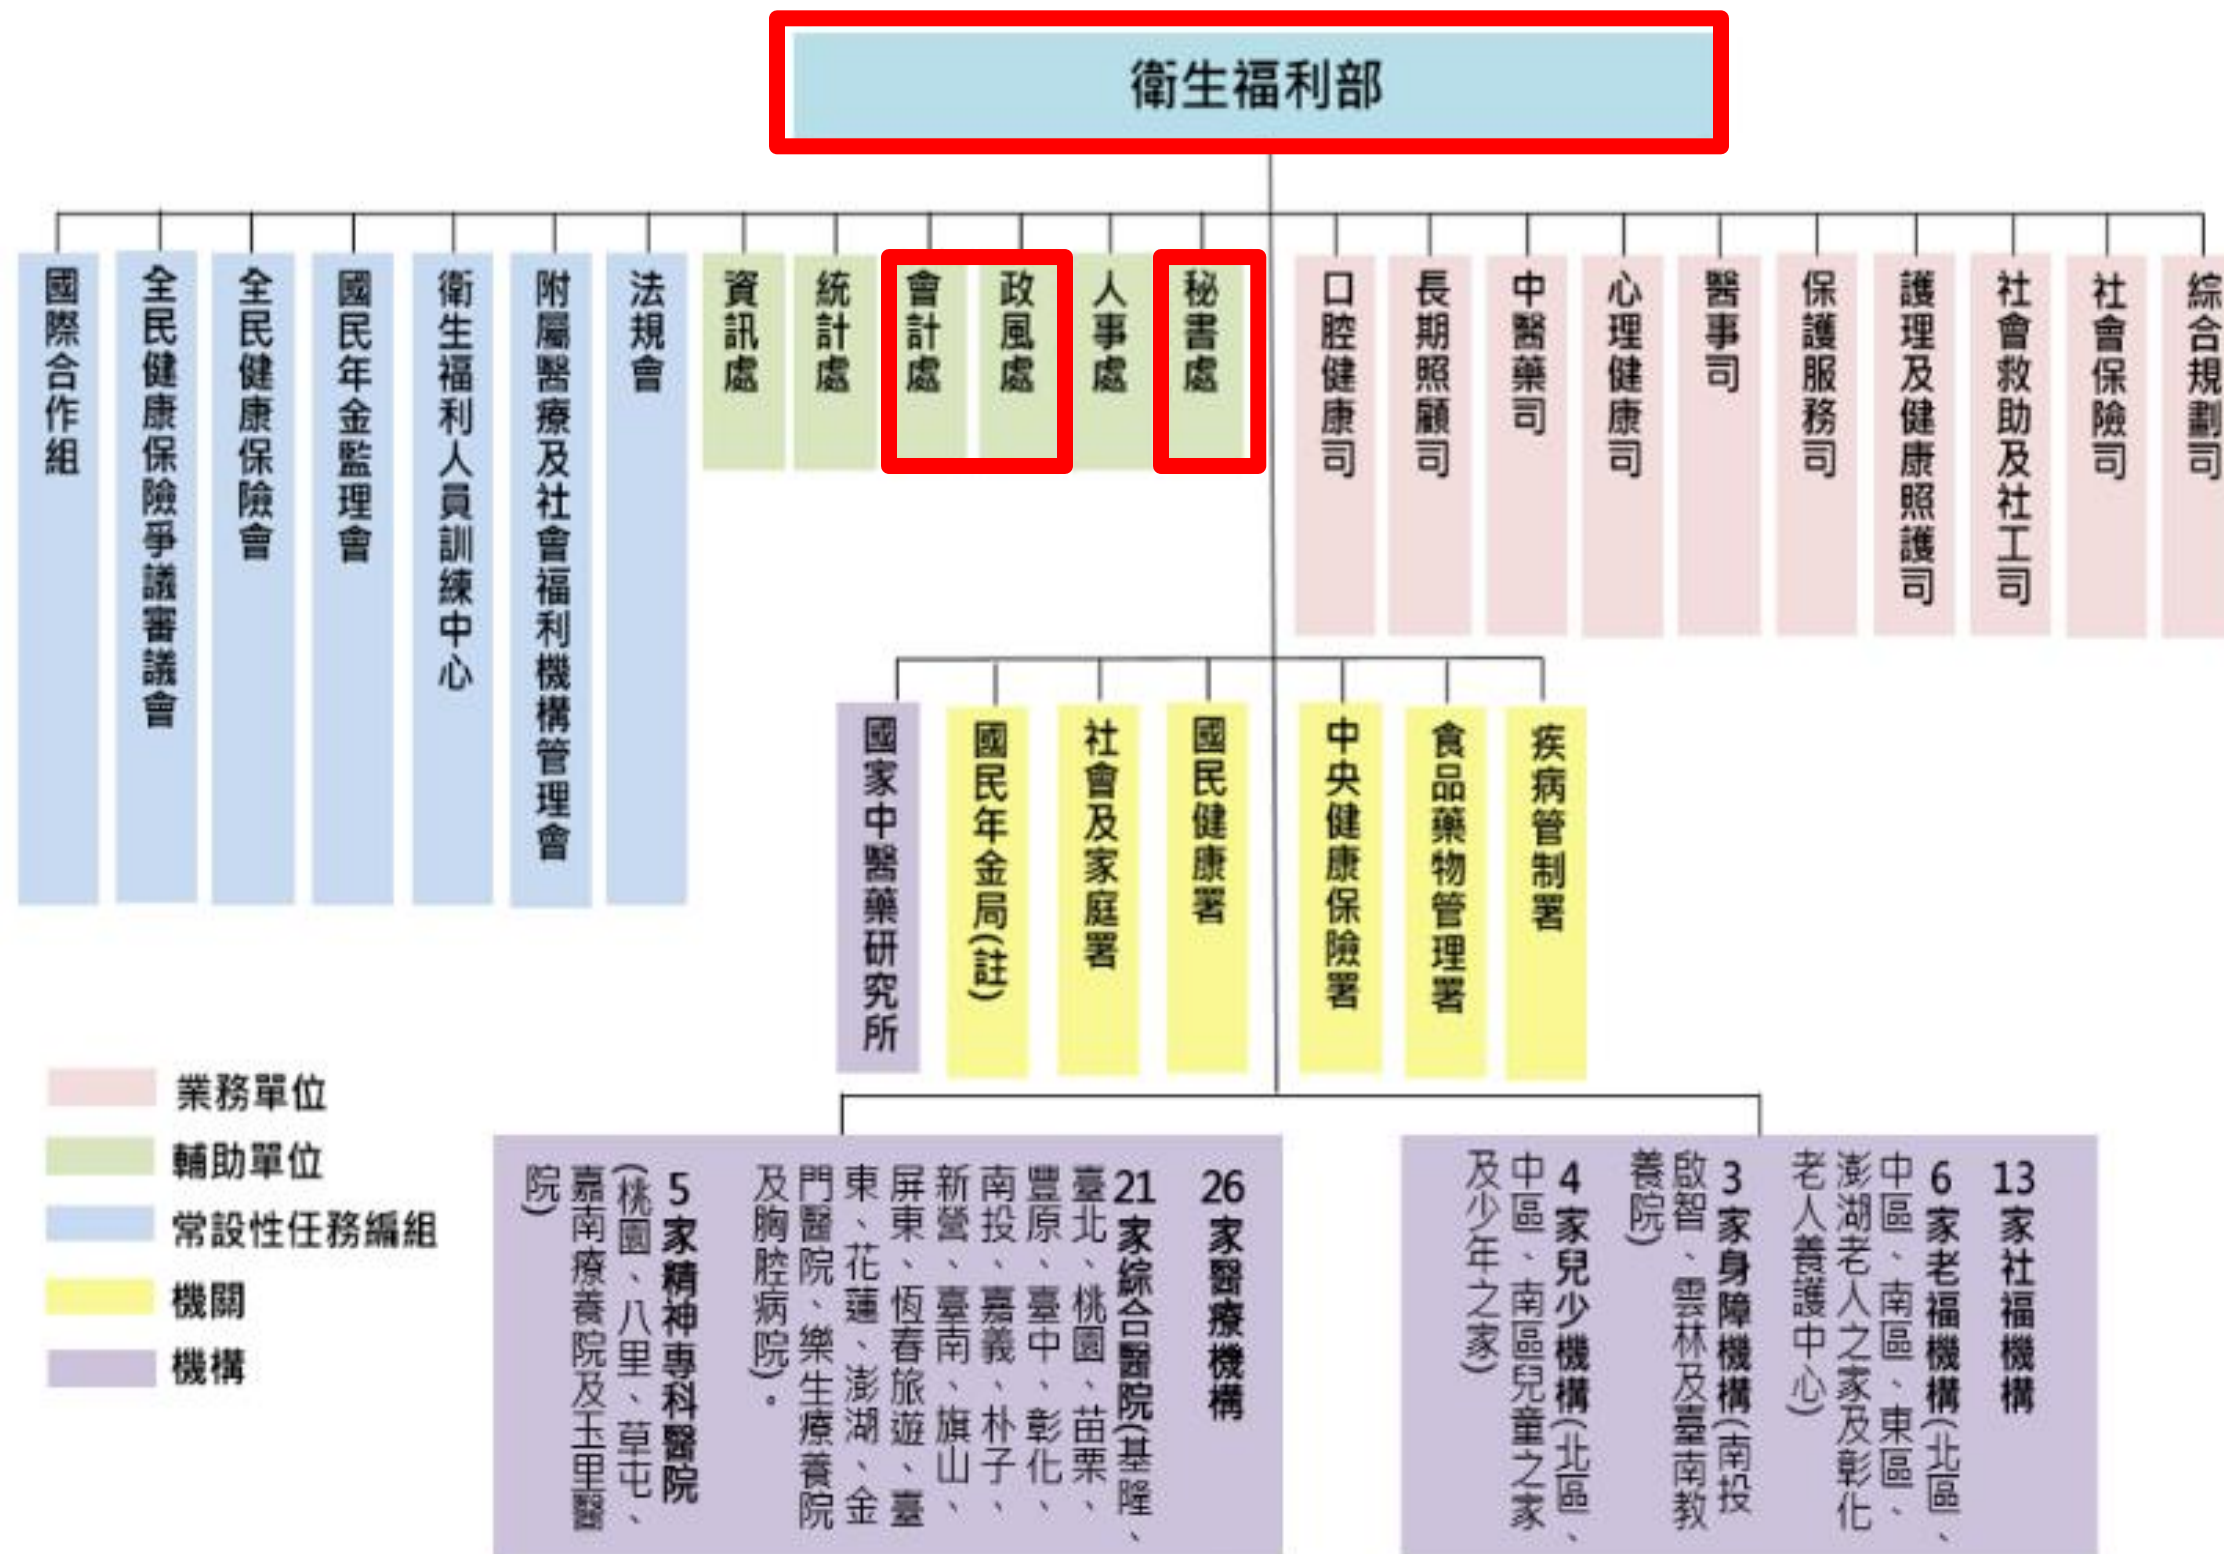 衛生福利部
國際合作組
全民健康保險爭議審議會
全民健康保險會
國民年金監理會
衛生福利人員訓練中心
附屬醫療及社會福利機構管理會
法規會
資訊處
統計處
會計處
政風處
人事處
秘書處
口腔健康司
長期照顧司
中醫藥司
心理健康司
醫事司
保護服務司
護理及健康照護司
社會救助及社工司
社會保險司
綜合規劃司
國家中醫藥研究所
國民年金局(註)
社會及家庭署
國民健康署
中央健康保險署
食品藥物管理署
疾病管制署
業務單位
輔助單位
常設性任務編組
機關
機構
26家醫療機構
21家綜合醫院(基隆、
臺北、桃園、苗栗、
豐原、臺中、彰化、
南投、嘉義、朴子、
新營、臺南、旗山、
屏東、恆春旅遊、臺
東、花蓮、澎湖、金
門醫院、樂生療養院
及胸腔病院)。
5家精神專科醫院
(桃園、八里、草屯、
嘉南療養院及玉里醫
院)
13家社福機構
6家老福機構(北區、
中區、南區、東區、
澎湖老人之家及彰化
老人養護中心)
3家身障機構(南投
啟智、雲林及臺南教
養院)
4家兒少機構(北區、
中區、南區兒童之家
及少年之家)